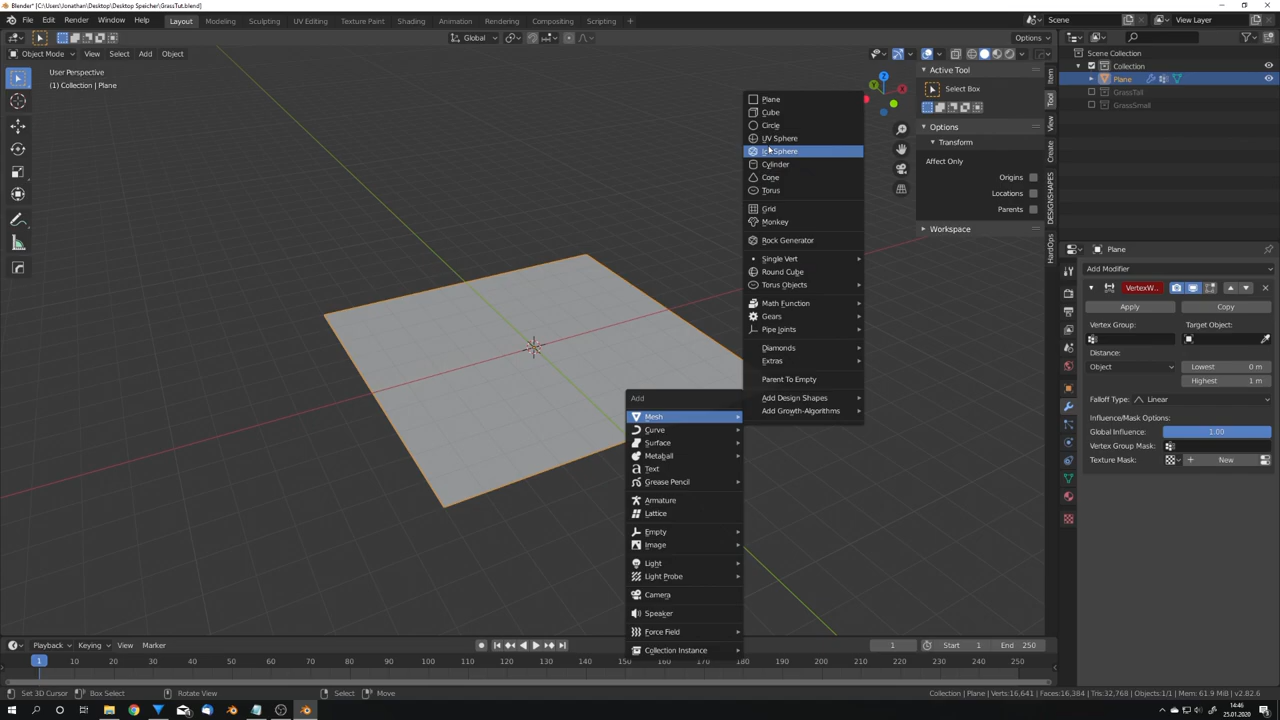 Blender* [C:\Users\Jonathan\Desktop\Desktop Speicher\GrassTut.blend]
File Edit Render Window Help Layout Modeling Sculpting UV Editing Texture Paint Shading Animation Rendering Compositing Scripting + Scene View Layer
Global Options
Object Mode View Select Add Object
User Perspective
(1) Collection | Plane
Active Tool
Select Box
Options
Transform
Affect Only
Origins
Locations
Parents
Workspace
Item
Tool
View
Create
DESIGNSHAPES
HardOps
Scene Collection
Collection
Plane
GrassTall
GrassSmall
Plane
Add Modifier
VertexW...
Apply Copy
Vertex Group: Target Object:
Distance:
Object Lowest 0 m
Highest 1 m
Falloff Type: Linear
Influence/Mask Options:
Global Influence: 1.00
Vertex Group Mask:
Texture Mask: + New
Plane
Cube
Circle
UV Sphere
Sphere
Cylinder
Cone
Torus
Grid
Monkey
Rock Generator
Single Vert
Round Cube
Torus Objects
Math Function
Gears
Pipe Joints
Diamonds
Extras
Parent To Empty
Add Design Shapes
Add Growth-Algorithms
Add
Mesh
Curve
Surface
Metaball
Text
Grease Pencil
Armature
Lattice
Empty
Image
Light
Light Probe
Camera
Speaker
Force Field
Collection Instance
Playback Keying View Marker 1 Start 1 End 250
1 10 20 30 40 50 60 70 80 90 100 110 120 130 140 150 160 170 180 190 200 210 220 230 240 250
Set 3D Cursor Box Select Rotate View Select Move Collection | Plane | Verts:16,641 | Faces:16,384 | Tris:32,768 | Objects:1/1 | Mem: 61.9 MiB | v2.82.6
14:46
25.01.2020